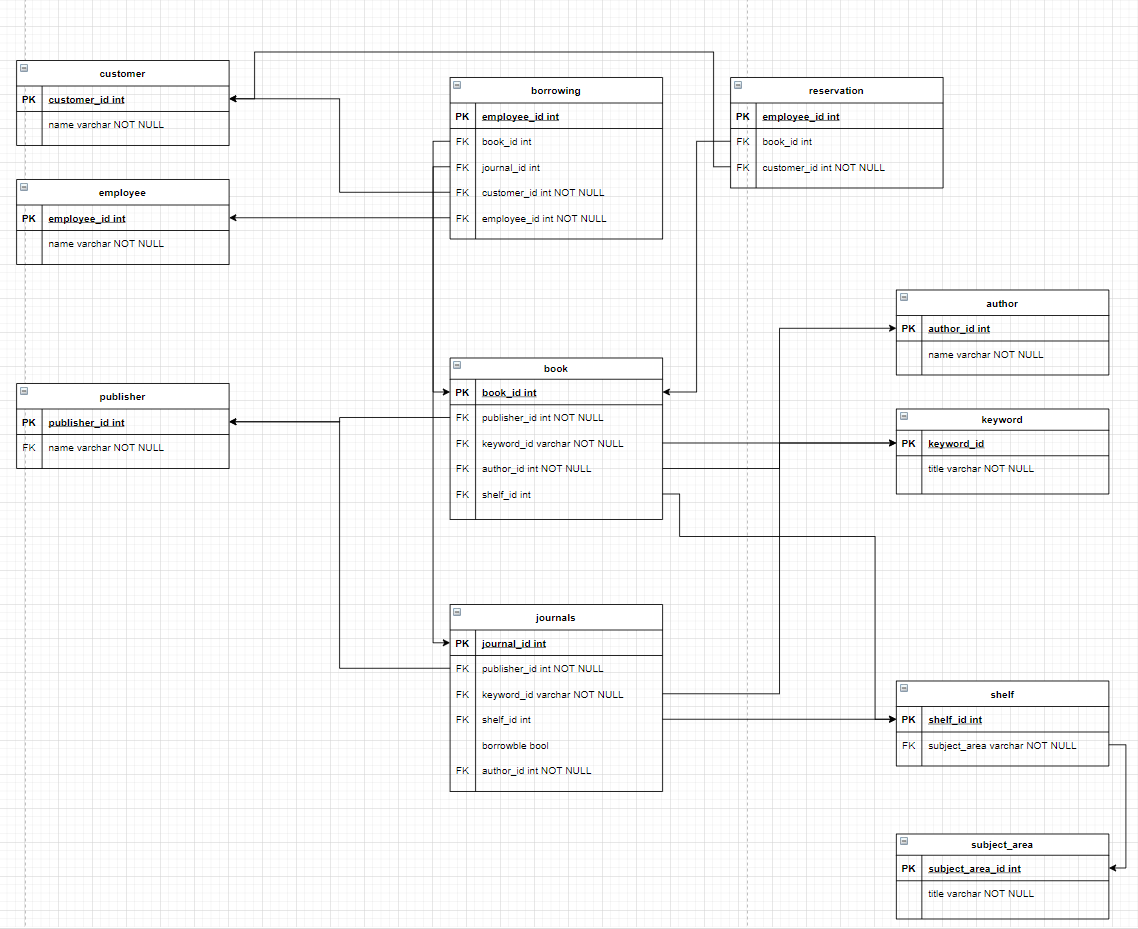 customer
PK customer_id int
name varchar NOT NULL
employee
PK employee_id int
name varchar NOT NULL
borrowing
PK employee_id int
FK book_id int
FK journal_id int
FK customer_id int NOT NULL
FK employee_id int NOT NULL
reservation
PK employee_id int
FK book_id int
FK customer_id int NOT NULL
publisher
PK publisher_id int
FK name varchar NOT NULL
book
PK book_id int
FK publisher_id int NOT NULL
FK keyword_id varchar NOT NULL
FK author_id int NOT NULL
FK shelf_id int
author
PK author_id int
name varchar NOT NULL
keyword
PK keyword_id
title varchar NOT NULL
journals
PK journal_id int
FK publisher_id int NOT NULL
FK keyword_id varchar NOT NULL
FK shelf_id int
borrowble bool
FK author_id int NOT NULL
shelf
PK shelf_id int
FK subject_area varchar NOT NULL
subject_area
PK subject_area_id int
title varchar NOT NULL